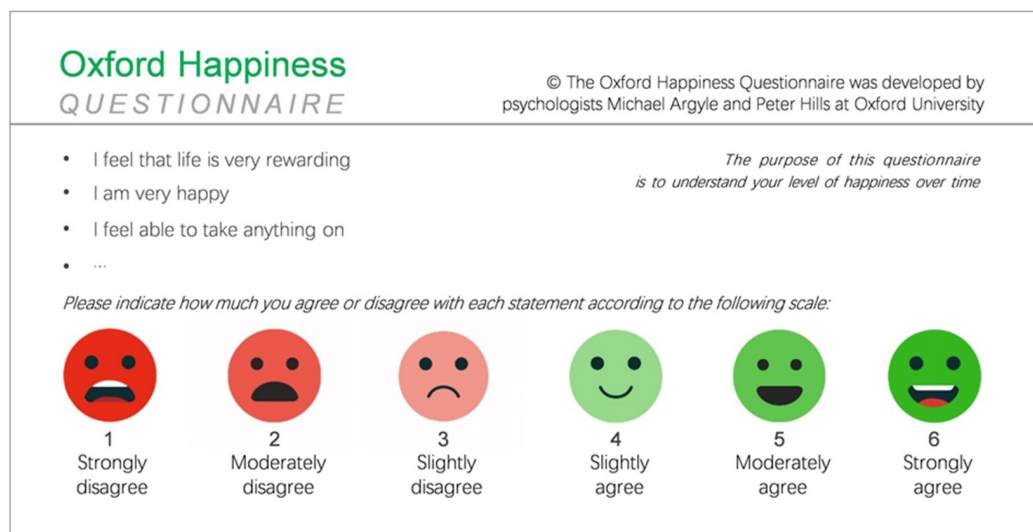 Oxford Happiness
QUESTIONNAIRE
© The Oxford Happiness Questionnaire was developed by
psychologists Michael Argyle and Peter Hills at Oxford University
• I feel that life is very rewarding
• I am very happy
• I feel able to take anything on
• ...
The purpose of this questionnaire
is to understand your level of happiness over time
Please indicate how much you agree or disagree with each statement according to the following scale:
1 2 3 4 5 6
Strongly Moderately Slightly Slightly Moderately Strongly
disagree disagree disagree agree agree agree